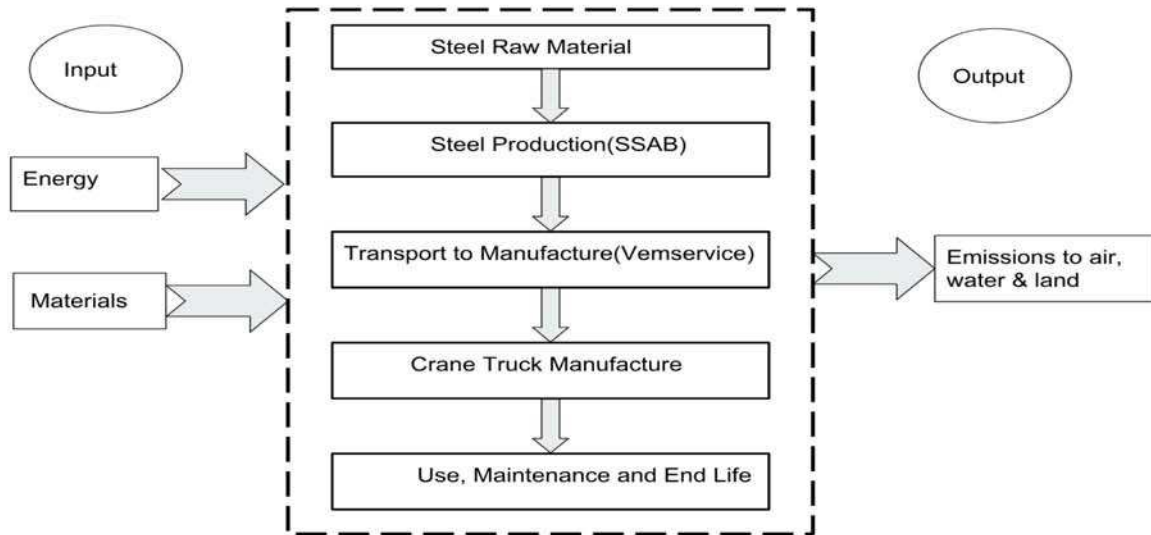 Input
Energy
Materials
Steel Raw Material
Steel Production(SSAB)
Transport to Manufacture(Vemservice)
Crane Truck Manufacture
Use, Maintenance and End Life
Output
Emissions to air,
water & land